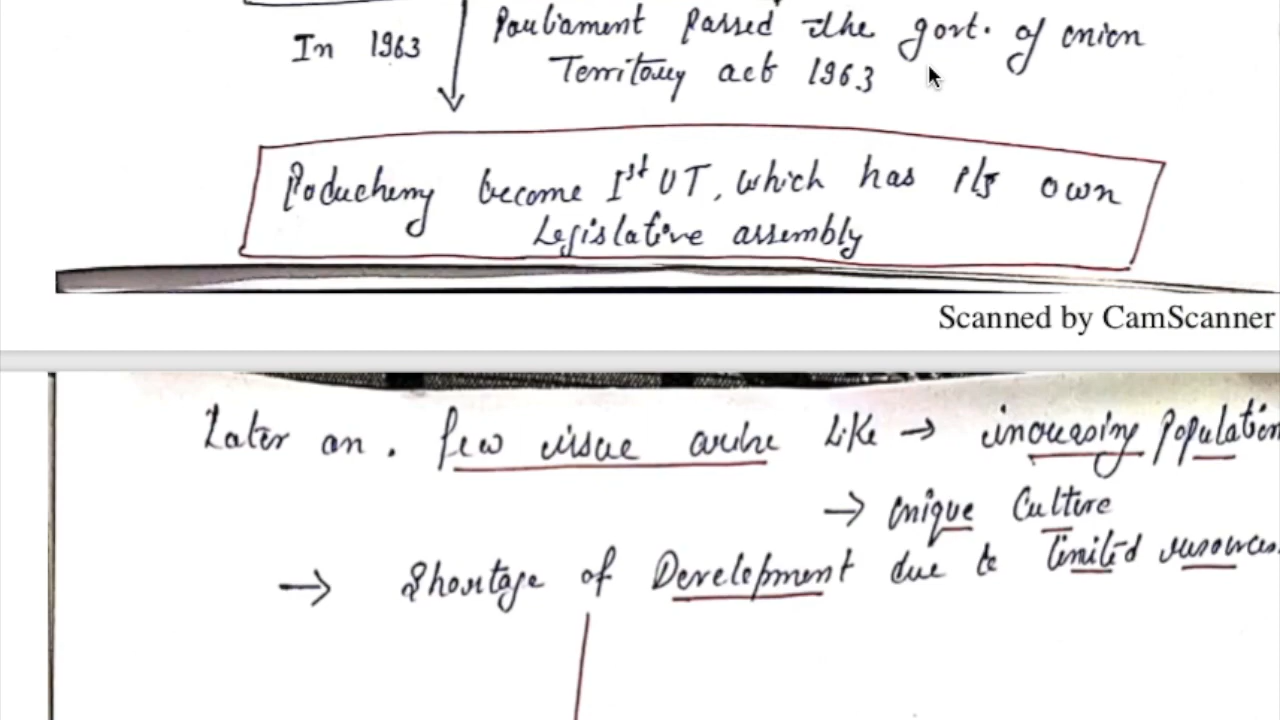 In 1963
Parliament passed the govt. of union
Territory act 1963
Poducherry become Ist UT, which has its own
Legislative assembly
Scanned by CamScanner
Later on. few issue arise like → increasing Population
→ unique Culture
→ Shortage of Development due to limited resources.